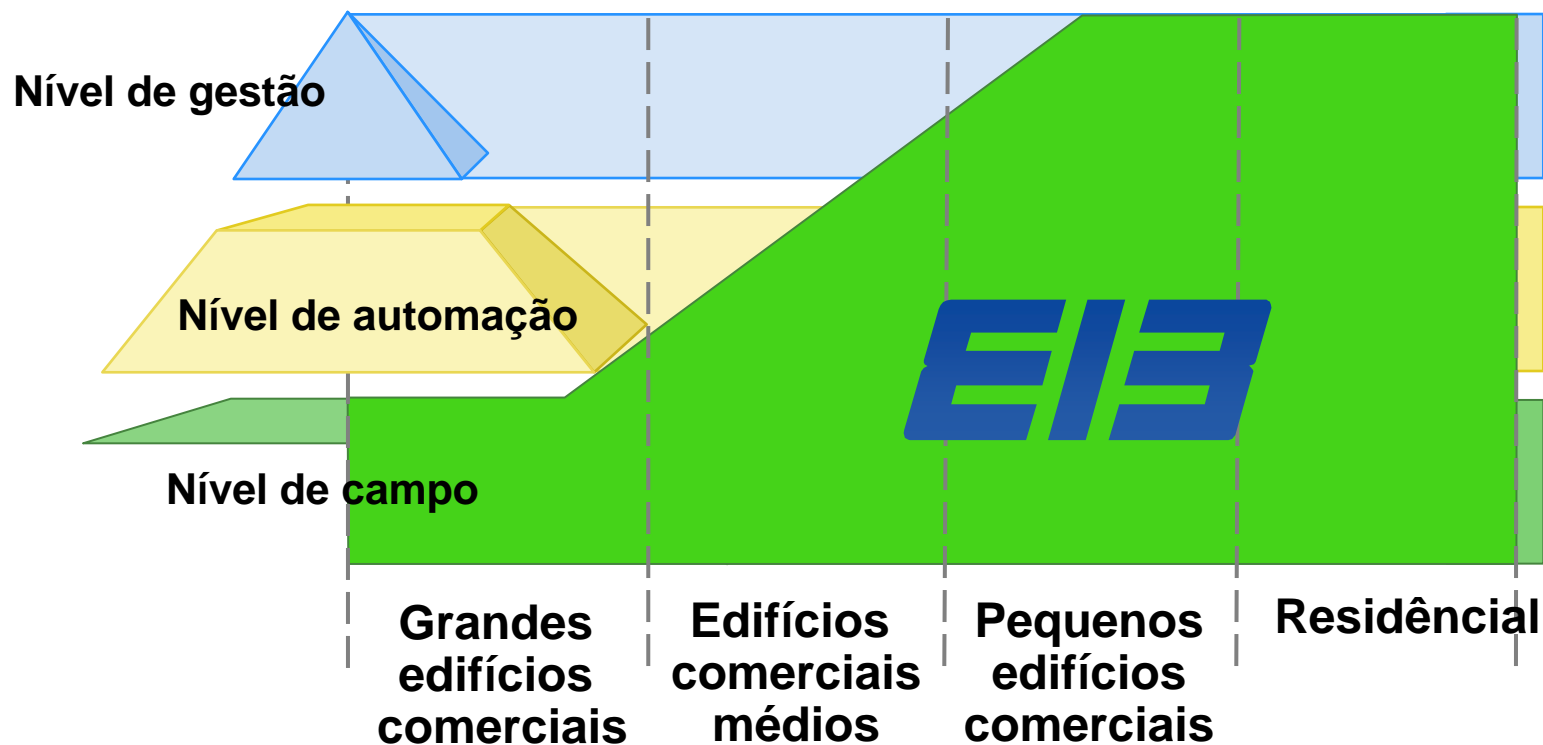 Nível de gestão
Nível de automação
EIB
Nível de campo
Grandes
edifícios
comerciais
Edifícios
comerciais
médios
Pequenos
edifícios
comerciais
Residêncial